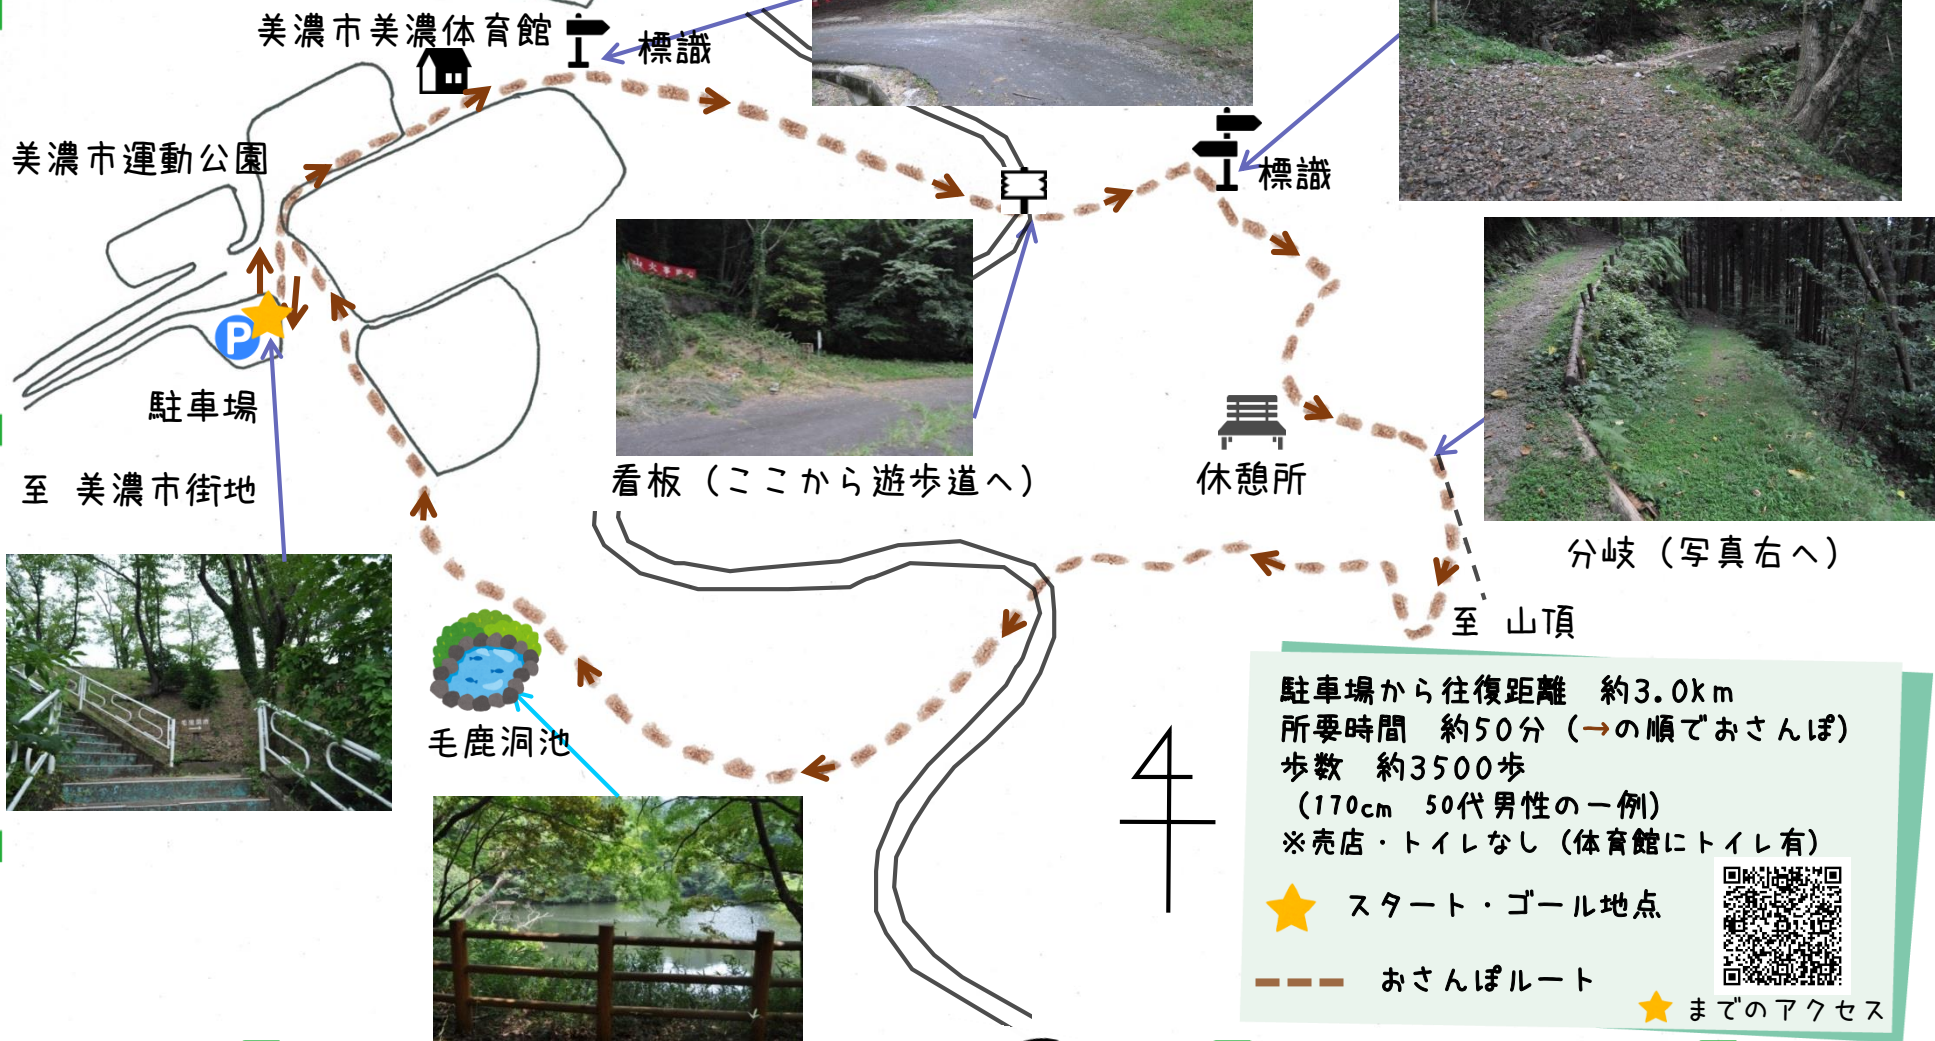 美濃市美濃体育館
標識
美濃市運動公園
標識
P
駐車場
至 美濃市街地
看板（ここから遊歩道へ）
休憩所
分岐（写真右へ）
至 山頂
毛鹿洞池
駐車場から往復距離 約3.0km
所要時間 約50分（→の順でおさんぽ）
歩数 約3500歩
（170cm 50代男性の一例）
※売店・トイレなし（体育館にトイレ有）
スタート・ゴール地点
おさんぽルート
までのアクセス